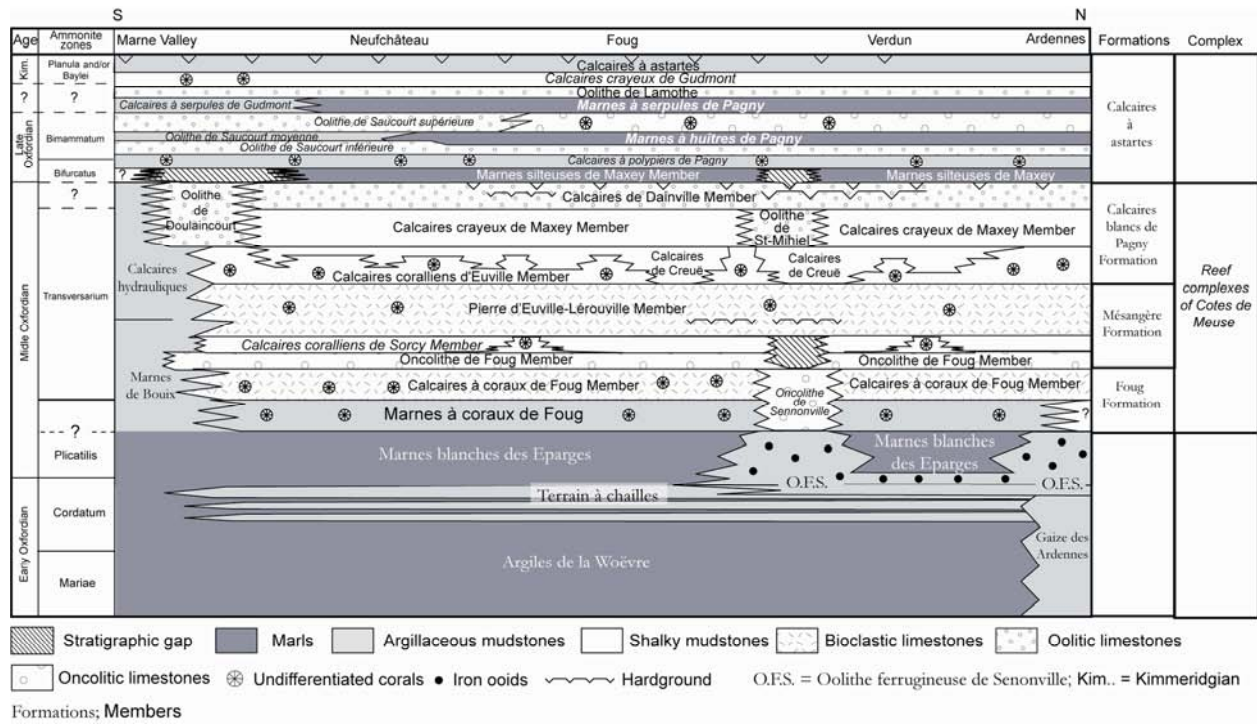 S N
Age Ammonite zones Marne Valley Neufchâteau Foug Verdun Ardennes Formations Complex
Kim. Planula and/or Baylei
Calcaires à astartes
Calcaires crayeux de Gudmont
? ? Oolithe de Lamothe
Calcaires à serpules de Gudmont Marnes à serpules de Pagny
Calcaires à astartes
Late Oxfordian Bimammatum
Oolithe de Saucourt supérieure
Oolithe de Saucourt moyenne Marnes à huîtres de Pagny
Oolithe de Saucourt inférieure
Calcaires à polypiers de Pagny
Bifurcatus ? Marnes silteuses de Maxey Member Marnes silteuses de Maxey
? Calcaires de Dainville Member
Oolithe de Doulaincourt
Calcaires crayeux de Maxey Member
Oolithe de St-Mihiel
Calcaires crayeux de Maxey Member
Calcaires blancs de Pagny Formation
Midle Oxfordian Transversarium
Calcaires hydrauliques
Calcaires coralliens d'Euville Member
Calcaires de Creuë
Calcaires de Creuë
Reef complexes of Cotes de Meuse
Pierre d'Euville-Lérouville Member
Mésangère Formation
Calcaires coralliens de Sorcy Member
Oncolithe de Foug Member Oncolithe de Foug Member
Marnes de Bouix
Calcaires à coraux de Foug Member
Oncolithe de Sennonville
Calcaires à coraux de Foug Member
Foug Formation
Marnes à coraux de Foug ?
?
Plicatilis
Marnes blanches des Eparges
Marnes blanches des Eparges
O.F.S. O.F.S.
Terrain à chailles
Early Oxfordian
Cordatum
Argiles de la Woëvre
Gaize des Ardennes
Mariae
Stratigraphic gap Marls Argillaceous mudstones Shalky mudstones Bioclastic limestones Oolitic limestones
Oncolitic limestones Undifferentiated corals Iron ooids Hardground O.F.S. = Oolithe ferrugineuse de Senonville; Kim.. = Kimmeridgian
Formations; Members